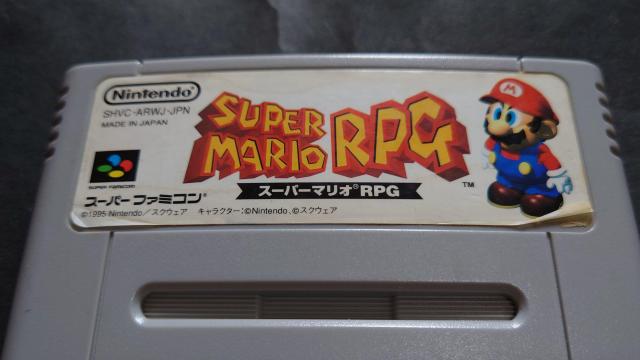 Nintendo
SHVC-ARWJ-JPN
MADE IN JAPAN
SUPER
MARIO RPG
スーパーマリオ® RPG
TM
M
SUPER FAMICOM
スーパーファミコン
©1995 Nintendo/スクウェア キャラクター:©Nintendo、©スクウェア